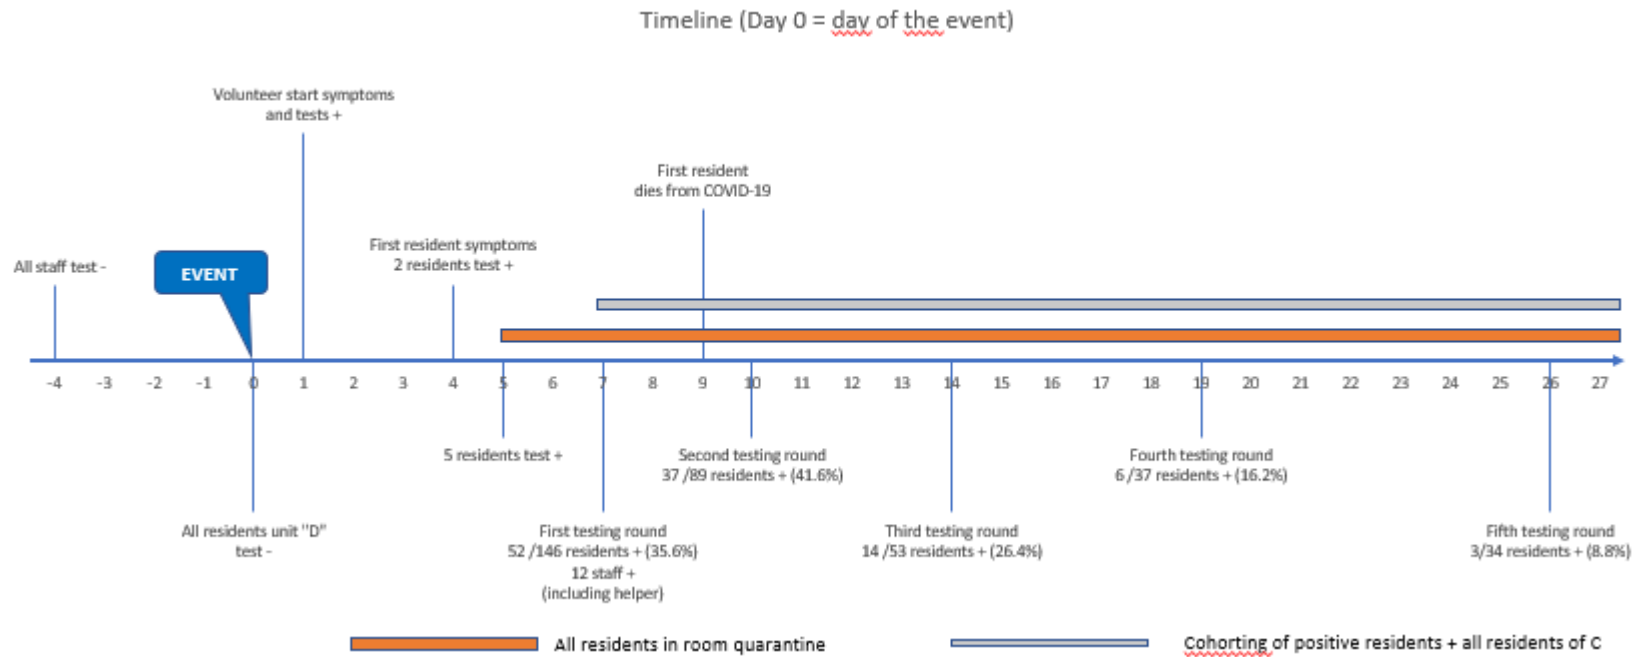 Timeline (Day 0 = day of the event)
Volunteer start symptoms
and tests +
First resident
dies from COVID-19
First resident symptoms
2 residents test +
All staff test -
EVENT
-4 -3 -2 -1 0 1 2 3 4 5 6 7 8 9 10 11 12 13 14 15 16 17 18 19 20 21 22 23 24 25 26 27
5 residents test +
Second testing round
37 /89 residents + (41.6%)
Fourth testing round
6 /37 residents + (16.2%)
All residents unit "D"
test -
First testing round
52 /146 residents + (35.6%)
12 staff +
(including helper)
Third testing round
14 /53 residents + (26.4%)
Fifth testing round
3/34 residents + (8.8%)
All residents in room quarantine
Cohorting of positive residents + all residents of C